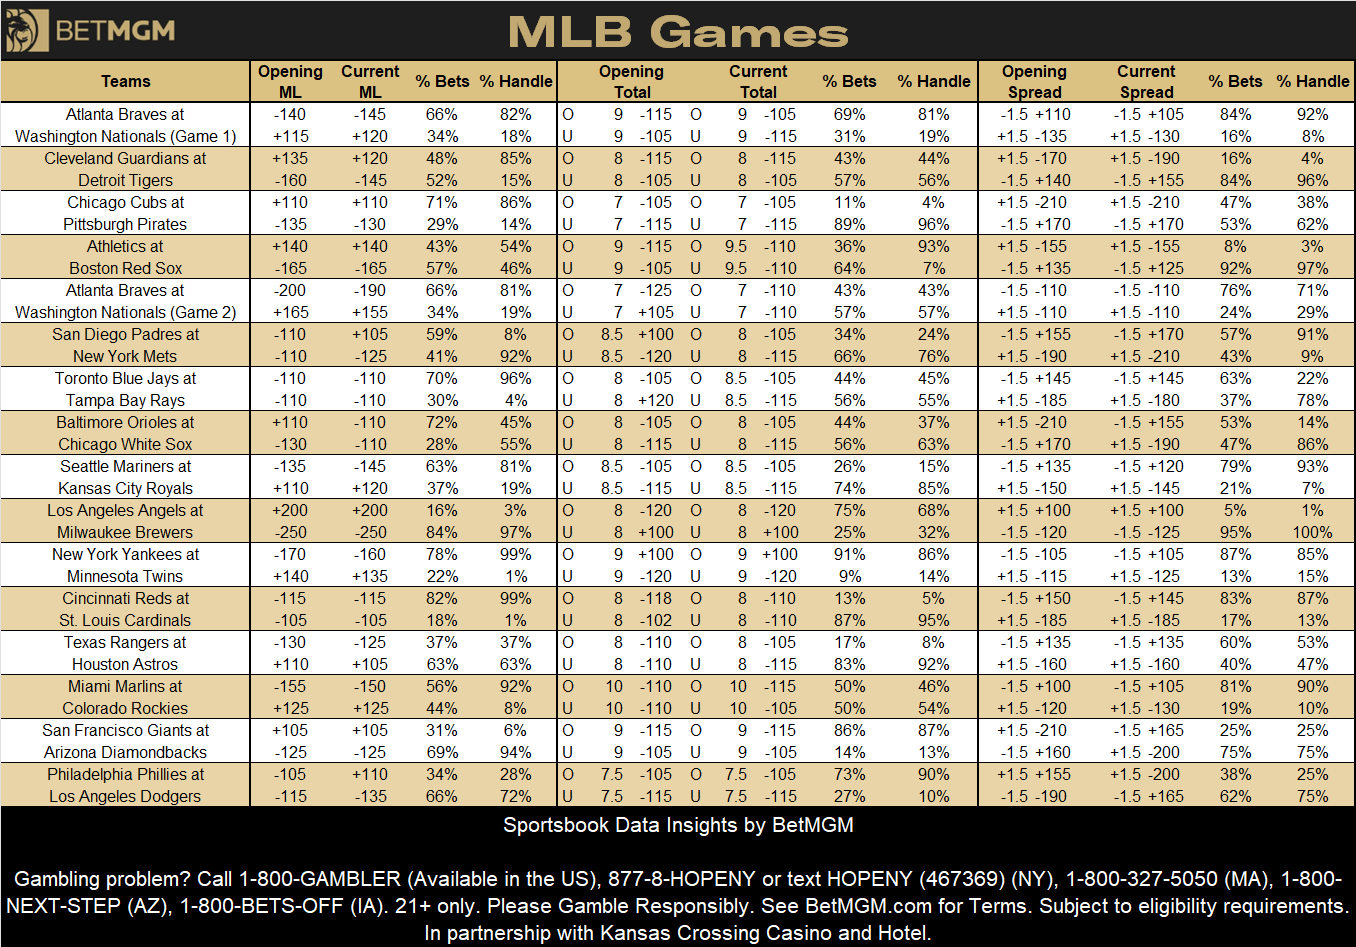 BETMGM MLB Games
Teams Opening ML Current ML % Bets % Handle Opening Total Current Total % Bets % Handle Opening Spread Current Spread % Bets % Handle
Atlanta Braves at -140 -145 66% 82% O 9 -115 O 9 -105 69% 81% -1.5 +110 -1.5 +105 84% 92%
Washington Nationals (Game 1) +115 +120 34% 18% U 9 -105 U 9 -115 31% 19% +1.5 -135 +1.5 -130 16% 8%
Cleveland Guardians at +135 +120 48% 85% O 8 -115 O 8 -115 43% 44% +1.5 -170 +1.5 -190 16% 4%
Detroit Tigers -160 -145 52% 15% U 8 -105 U 8 -105 57% 56% -1.5 +140 -1.5 +155 84% 96%
Chicago Cubs at +110 +110 71% 86% O 7 -105 O 7 -105 11% 4% +1.5 -210 +1.5 -210 47% 38%
Pittsburgh Pirates -135 -130 29% 14% U 7 -115 U 7 -115 89% 96% -1.5 +170 -1.5 +170 53% 62%
Athletics at +140 +140 43% 54% O 9 -115 O 9.5 -110 36% 93% +1.5 -155 +1.5 -155 8% 3%
Boston Red Sox -165 -165 57% 46% U 9 -105 U 9.5 -110 64% 7% -1.5 +135 -1.5 +125 92% 97%
Atlanta Braves at -200 -190 66% 81% O 7 -125 O 7 -110 43% 43% -1.5 -110 -1.5 -110 76% 71%
Washington Nationals (Game 2) +165 +155 34% 19% U 7 +105 U 7 -110 57% 57% +1.5 -110 +1.5 -110 24% 29%
San Diego Padres at -110 +105 59% 8% O 8.5 +100 O 8 -105 34% 24% -1.5 +155 -1.5 +170 57% 91%
New York Mets -110 -125 41% 92% U 8.5 -120 U 8 -115 66% 76% +1.5 -190 +1.5 -210 43% 9%
Toronto Blue Jays at -110 -110 70% 96% O 8 -105 O 8.5 -105 44% 45% -1.5 +145 -1.5 +145 63% 22%
Tampa Bay Rays -110 -110 30% 4% U 8 +120 U 8.5 -115 56% 55% +1.5 -185 +1.5 -180 37% 78%
Baltimore Orioles at +110 -110 72% 45% O 8 -105 O 8 -105 44% 37% +1.5 -210 -1.5 +155 53% 14%
Chicago White Sox -130 -110 28% 55% U 8 -115 U 8 -115 56% 63% -1.5 +170 +1.5 -190 47% 86%
Seattle Mariners at -135 -145 63% 81% O 8.5 -105 O 8.5 -105 26% 15% -1.5 +135 -1.5 +120 79% 93%
Kansas City Royals +110 +120 37% 19% U 8.5 -115 U 8.5 -115 74% 85% +1.5 -150 +1.5 -145 21% 7%
Los Angeles Angels at +200 +200 16% 3% O 8 -120 O 8 -120 75% 68% +1.5 +100 +1.5 +100 5% 1%
Milwaukee Brewers -250 -250 84% 97% U 8 +100 U 8 +100 25% 32% -1.5 -120 -1.5 -125 95% 100%
New York Yankees at -170 -160 78% 99% O 9 +100 O 9 +100 91% 86% -1.5 -105 -1.5 +105 87% 85%
Minnesota Twins +140 +135 22% 1% U 9 -120 U 9 -120 9% 14% +1.5 -115 +1.5 -125 13% 15%
Cincinnati Reds at -115 -115 82% 99% O 8 -118 O 8 -110 13% 5% -1.5 +150 -1.5 +145 83% 87%
St. Louis Cardinals -105 -105 18% 1% U 8 -102 U 8 -110 87% 95% +1.5 -185 +1.5 -185 17% 13%
Texas Rangers at -130 -125 37% 37% O 8 -110 O 8 -105 17% 8% -1.5 +135 -1.5 +135 60% 53%
Houston Astros +110 +105 63% 63% U 8 -110 U 8 -115 83% 92% +1.5 -160 +1.5 -160 40% 47%
Miami Marlins at -155 -150 56% 92% O 10 -110 O 10 -115 50% 46% -1.5 +100 -1.5 +105 81% 90%
Colorado Rockies +125 +125 44% 8% U 10 -110 U 10 -105 50% 54% +1.5 -120 +1.5 -130 19% 10%
San Francisco Giants at +105 +105 31% 6% O 9 -115 O 9 -115 86% 87% +1.5 -210 -1.5 +165 25% 25%
Arizona Diamondbacks -125 -125 69% 94% U 9 -105 U 9 -105 14% 13% -1.5 +160 +1.5 -200 75% 75%
Philadelphia Phillies at -105 +110 34% 28% O 7.5 -105 O 7.5 -105 73% 90% +1.5 +155 +1.5 -200 38% 25%
Los Angeles Dodgers -115 -135 66% 72% U 7.5 -115 U 7.5 -115 27% 10% -1.5 -190 -1.5 +165 62% 75%
Sportsbook Data Insights by BetMGM
Gambling problem? Call 1-800-GAMBLER (Available in the US), 877-8-HOPENY or text HOPENY (467369) (NY), 1-800-327-5050 (MA), 1-800-
NEXT-STEP (AZ), 1-800-BETS-OFF (IA). 21+ only. Please Gamble Responsibly. See BetMGM.com for Terms. Subject to eligibility requirements.
In partnership with Kansas Crossing Casino and Hotel.